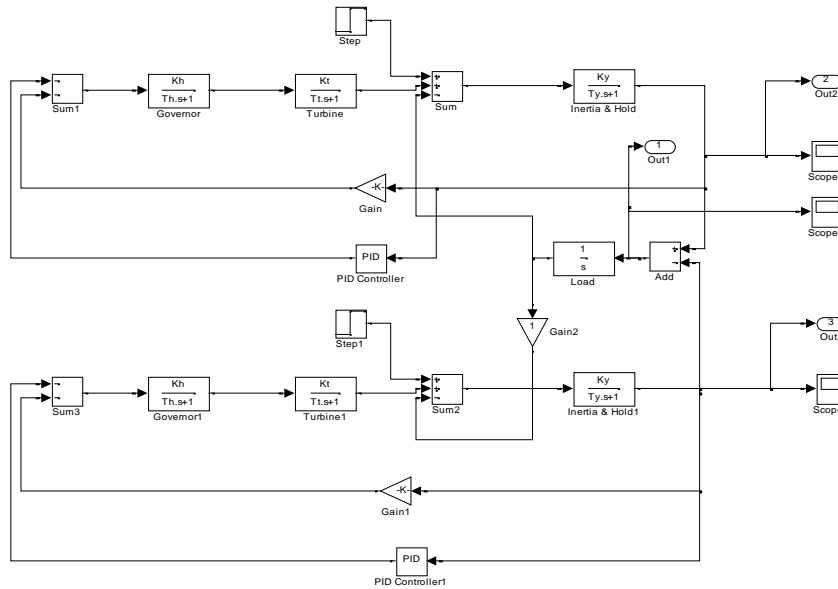 Step
2
Out2
Kh
Th.s+1
Governor
Kt
Tt.s+1
Turbine
Sum1
Sum
Ky
Ty.s+1
Inertia & Hold
1
Out1
Scope
-K-
Gain
Scope
PID
PID Controller
1
s
Load
Add
Step1
1
Gain2
3
Out
Kh
Th.s+1
Governor1
Kt
Tt.s+1
Turbine1
Sum3
Sum2
Ky
Ty.s+1
Inertia & Hold1
Scope
-K-
Gain1
PID
PID Controller1